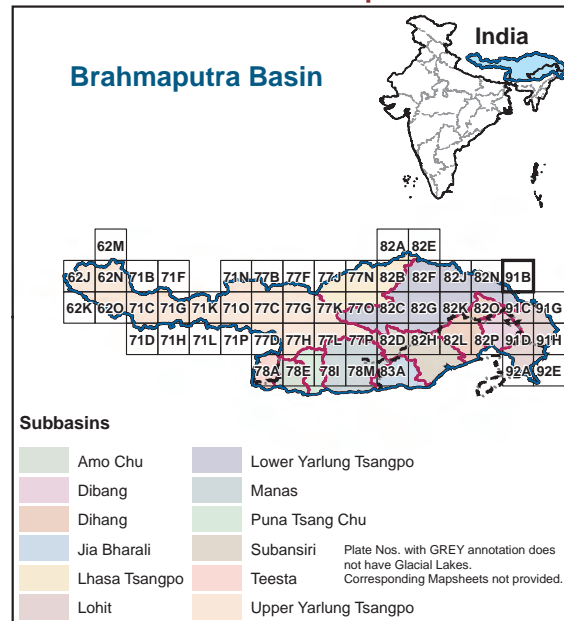 India
Brahmaputra Basin
62M 82A 82E
62J 62N 71B 71F 71N 77B 77F 77J 77N 82B 82F 82J 82N 91B
62K 62O 71C 71G 71K 71O 77C 77G 77K 77O 82C 82G 82K 82O 91C 91G
71D 71H 71L 71P 77D 77H 77L 77P 82D 82H 82L 82P 91D 91H
78A 78E 78I 78M 83A 92A 92E
Subbasins
Amo Chu
Dibang
Dihang
Jia Bharali
Lhasa Tsangpo
Lohit
Lower Yarlung Tsangpo
Manas
Puna Tsang Chu
Subansiri
Teesta
Upper Yarlung Tsangpo
Plate Nos. with GREY annotation does
not have Glacial Lakes.
Corresponding Mapsheets not provided.